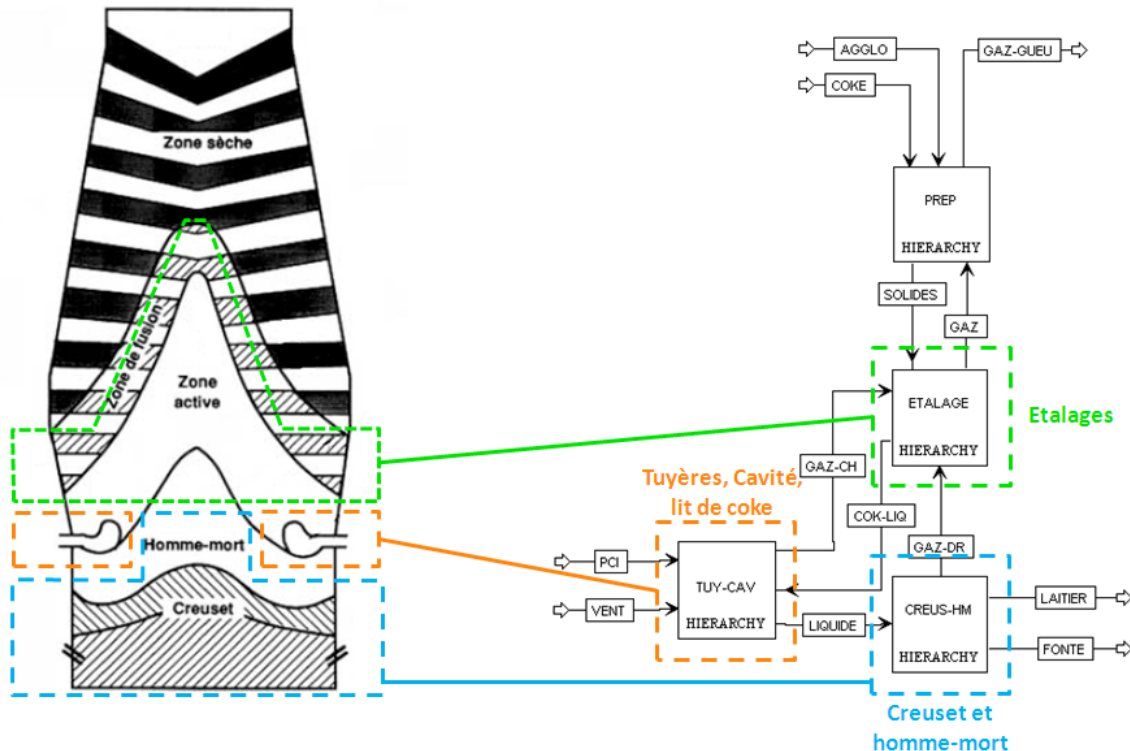 Zone sèche
Zone de fusion
Zone
active
Homme-mort
Creuset
AGGLO
GAZ-GUEU
COKE
PREP
HIERARCHY
SOLIDES
GAZ
ETALAGE
HIERARCHY
Etalages
GAZ-CH
Tuyères, Cavité,
lit de coke
COK-LIQ
GAZ-DR
PCI
TUY-CAV
HIERARCHY
VENT
LIQUIDE
CREUS-HM
HIERARCHY
LAITIER
FONTE
Creuset et
homme-mort